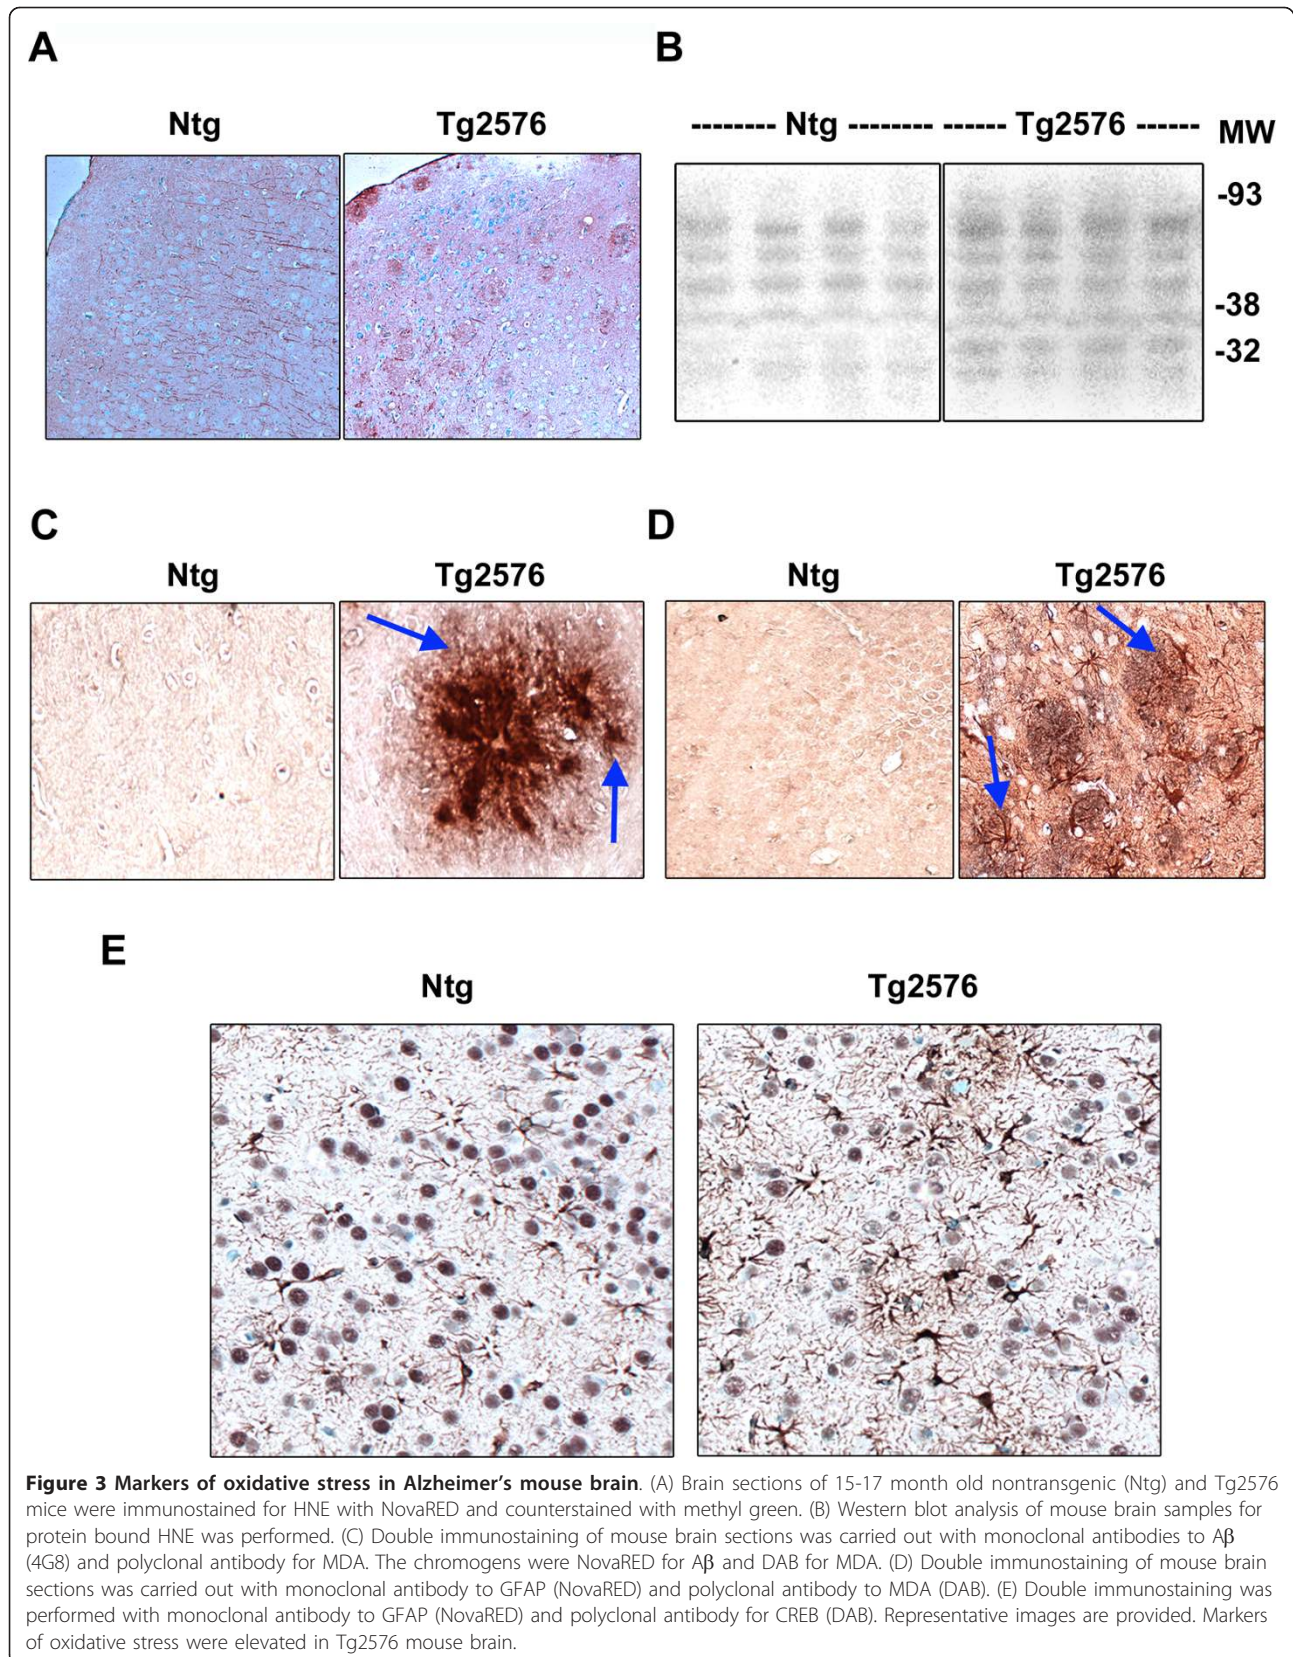 A
B
Ntg
Tg2576
-------- Ntg -------- ------ Tg2576 ------ MW
-93
-38
-32
C
D
Ntg
Tg2576
Ntg
Tg2576
E
Ntg
Tg2576
Figure 3 Markers of oxidative stress in Alzheimer's mouse brain. (A) Brain sections of 15-17 month old nontransgenic (Ntg) and Tg2576
mice were immunostained for HNE with NovaRED and counterstained with methyl green. (B) Western blot analysis of mouse brain samples for
protein bound HNE was performed. (C) Double immunostaining of mouse brain sections was carried out with monoclonal antibodies to Aβ
(4G8) and polyclonal antibody for MDA. The chromogens were NovaRED for Aβ and DAB for MDA. (D) Double immunostaining of mouse brain
sections was carried out with monoclonal antibody to GFAP (NovaRED) and polyclonal antibody to MDA (DAB). (E) Double immunostaining was
performed with monoclonal antibody to GFAP (NovaRED) and polyclonal antibody for CREB (DAB). Representative images are provided. Markers
of oxidative stress were elevated in Tg2576 mouse brain.